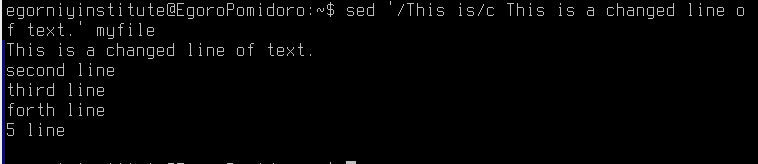 egorniyinstitute@EgoroPomidoro:~$ sed '/This is/c This is a changed line o
f text.' myfile
This is a changed line of text.
second line
third line
forth line
5 line